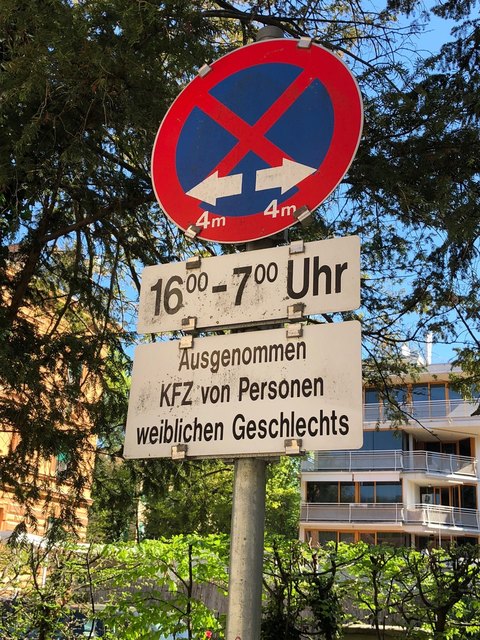 4m 4m
16⁰⁰-7⁰⁰ Uhr
Ausgenommen
KFZ von Personen
weiblichen Geschlechts